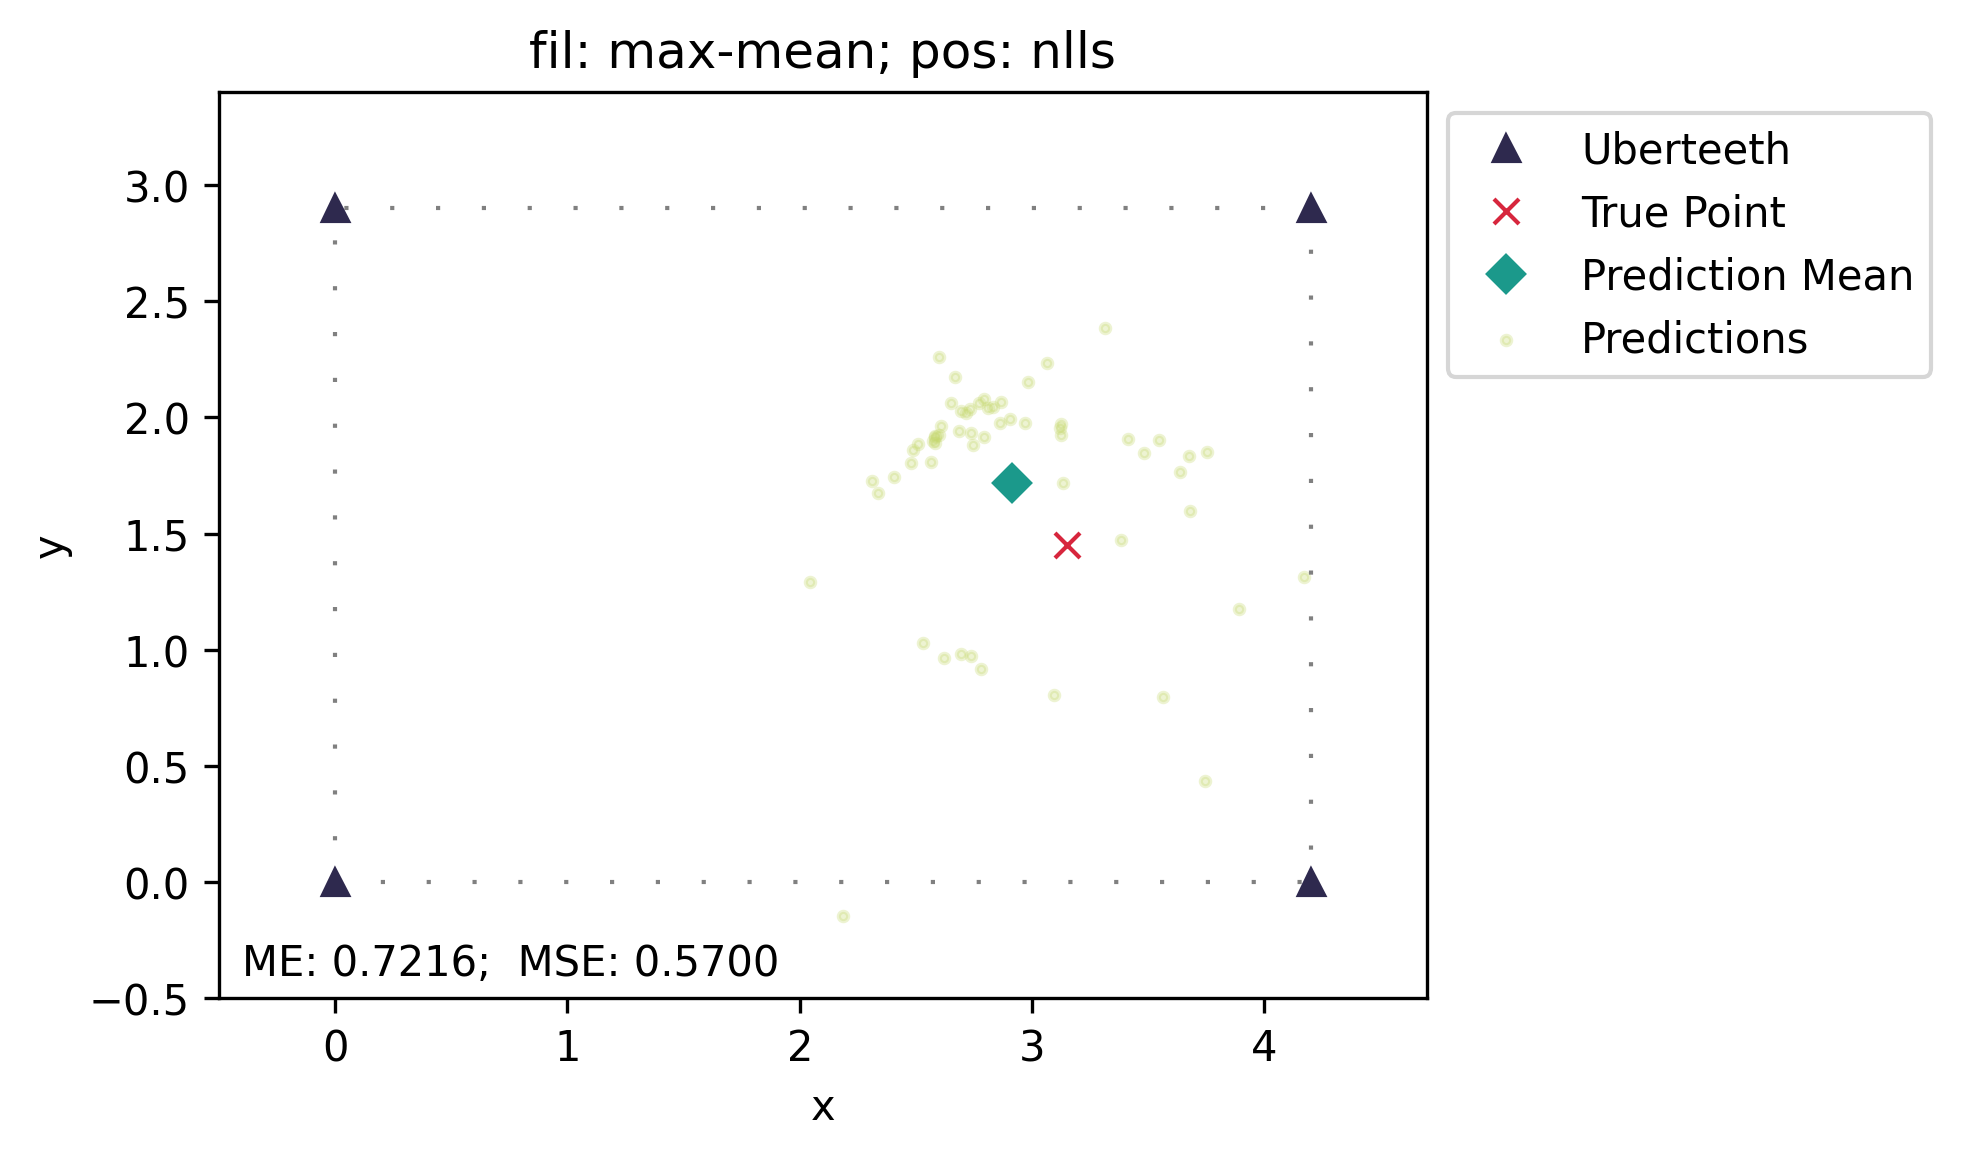 fil: max-mean; pos: nlls
Uberteeth
True Point
Prediction Mean
Predictions
3.0
2.5
2.0
1.5
1.0
0.5
0.0
−0.5
y
ME: 0.7216;  MSE: 0.5700
0 1 2 3 4
x